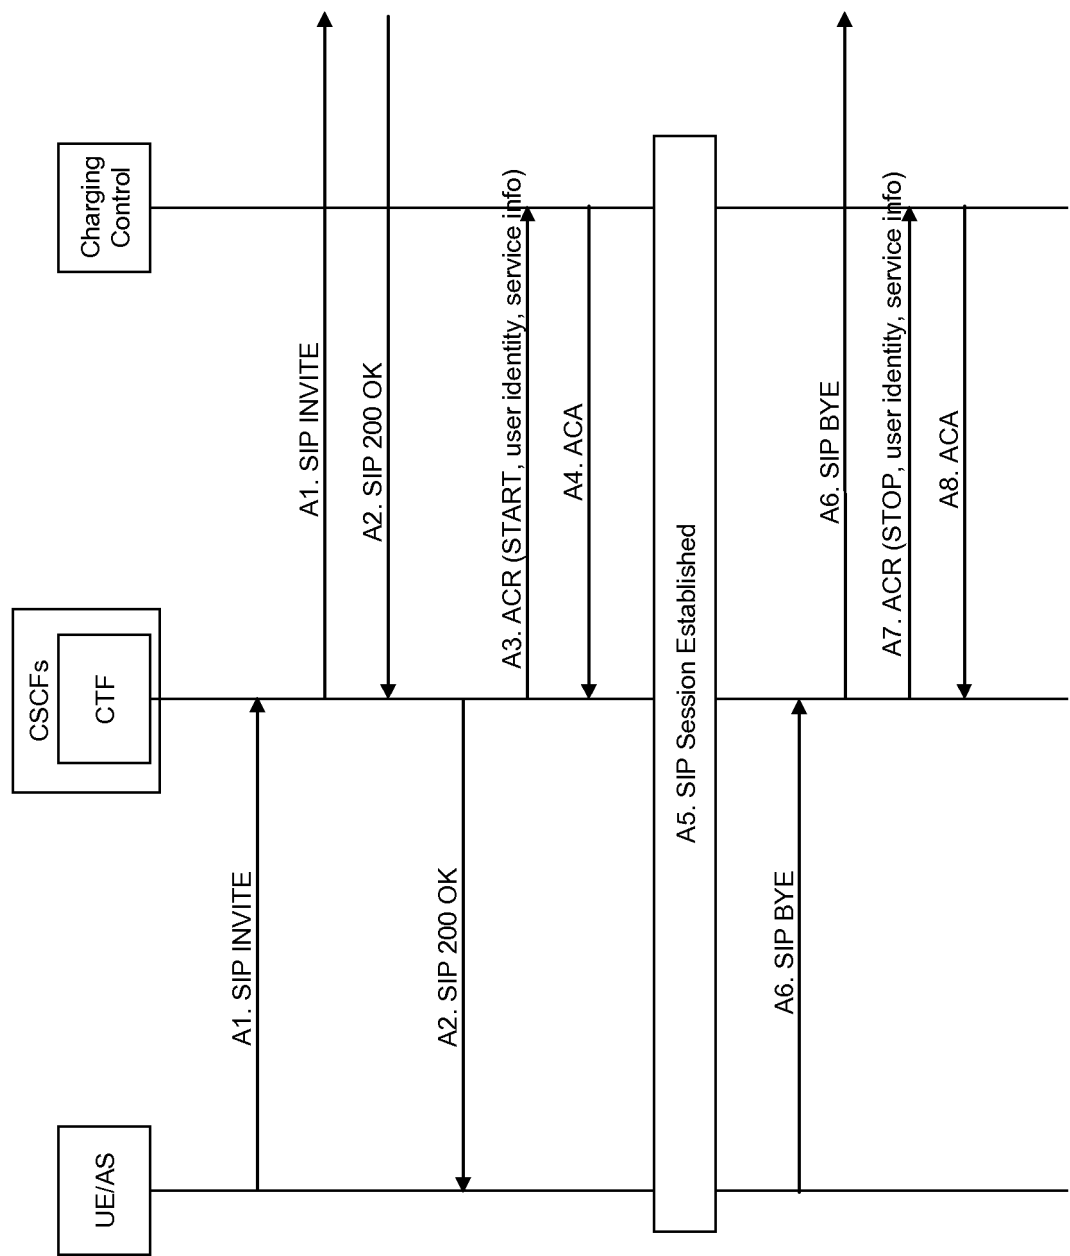 UE/AS
CSCFs
CTF
Charging
Control
A1. SIP INVITE
A1. SIP INVITE
A2. SIP 200 OK
A2. SIP 200 OK
A3. ACR (START, user identity, service info)
A4. ACA
A5. SIP Session Established
A6. SIP BYE
A6. SIP BYE
A7. ACR (STOP, user identity, service info)
A8. ACA